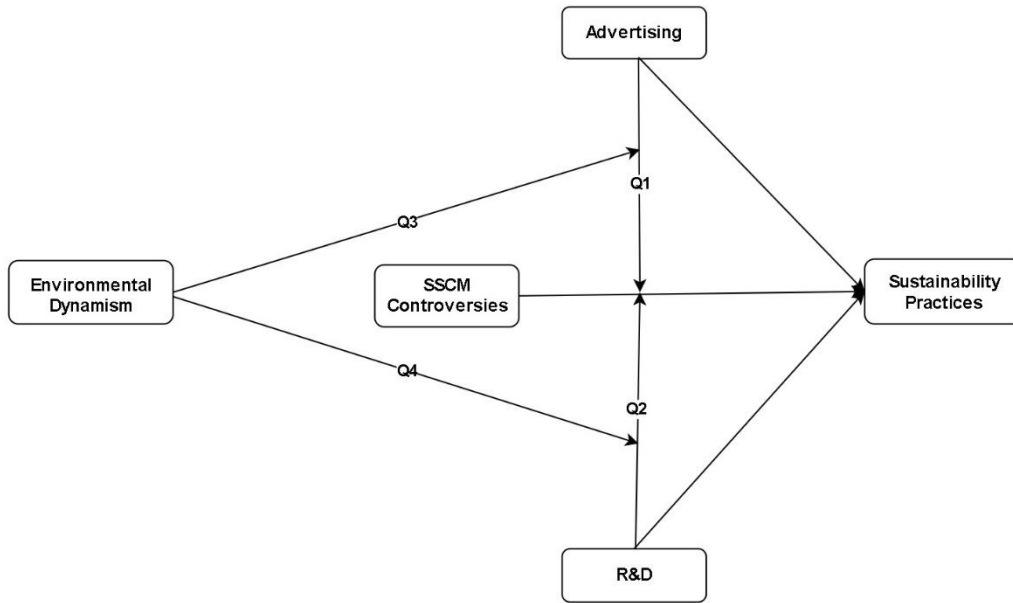 Advertising
Q1
Q3
Environmental
Dynamism
SSCM
Controversies
Sustainability
Practices
Q4
Q2
R&D